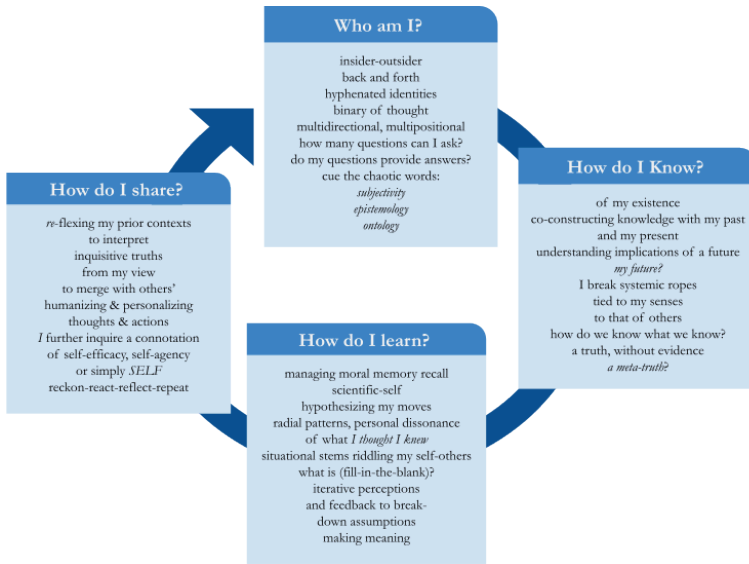 Who am I?
insider-outsider
back and forth
hyphenated identities
binary of thought
multidirectional, multipositional
how many questions can I ask?
do my questions provide answers?
cue the chaotic words:
subjectivity
epistemology
ontology
How do I Know?
of my existence
co-constructing knowledge with my past
and my present
understanding implications of a future
my future?
I break systemic ropes
tied to my senses
to that of others
how do we know what we know?
a truth, without evidence
a meta-truth?
How do I learn?
managing moral memory recall
scientific-self
hypothesizing my moves
radial patterns, personal dissonance
of what I thought I knew
situational stems riddling my self-others
what is (fill-in-the-blank)?
iterative perceptions
and feedback to break-
down assumptions
making meaning
How do I share?
re-flexing my prior contexts
to interpret
inquisitive truths
from my view
to merge with others’
humanizing & personalizing
thoughts & actions
I further inquire a connotation
of self-efficacy, self-agency
or simply SELF
reckon-react-reflect-repeat